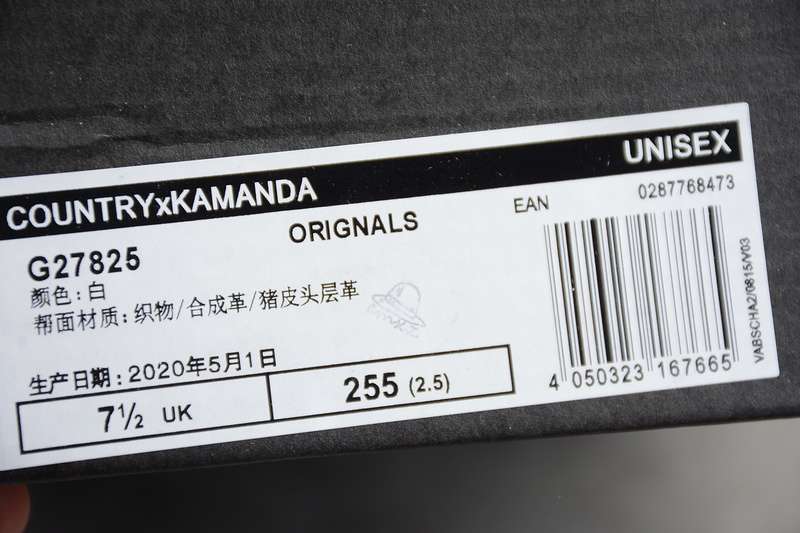 COUNTRYxKAMANDA UNISEX
ORIGNALS
EAN 0287768473
G27825
颜色:白
帮面材质:织物/合成革/猪皮头层革
生产日期:2020年5月1日
7½ UK
255 (2.5)
4 050323 167665
VABSCHA2/0815/V03